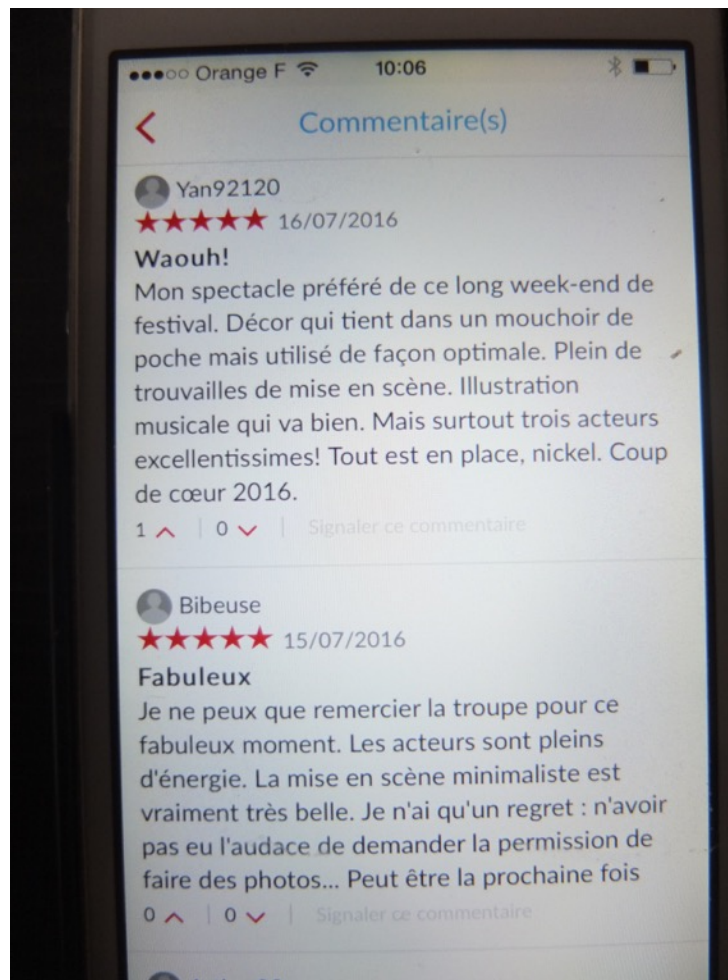 Orange F 10:06
Commentaire(s)
Yan92120
★★★★★ 16/07/2016
Waouh!
Mon spectacle préféré de ce long week-end de
festival. Décor qui tient dans un mouchoir de
poche mais utilisé de façon optimale. Plein de
trouvailles de mise en scène. Illustration
musicale qui va bien. Mais surtout trois acteurs
excellentissimes! Tout est en place, nickel. Coup
de cœur 2016.
1 | 0 | Signaler ce commentaire
Bibeuse
★★★★★ 15/07/2016
Fabuleux
Je ne peux que remercier la troupe pour ce
fabuleux moment. Les acteurs sont pleins
d'énergie. La mise en scène minimaliste est
vraiment très belle. Je n'ai qu'un regret : n'avoir
pas eu l'audace de demander la permission de
faire des photos... Peut être la prochaine fois
0 | 0 | Signaler ce commentaire